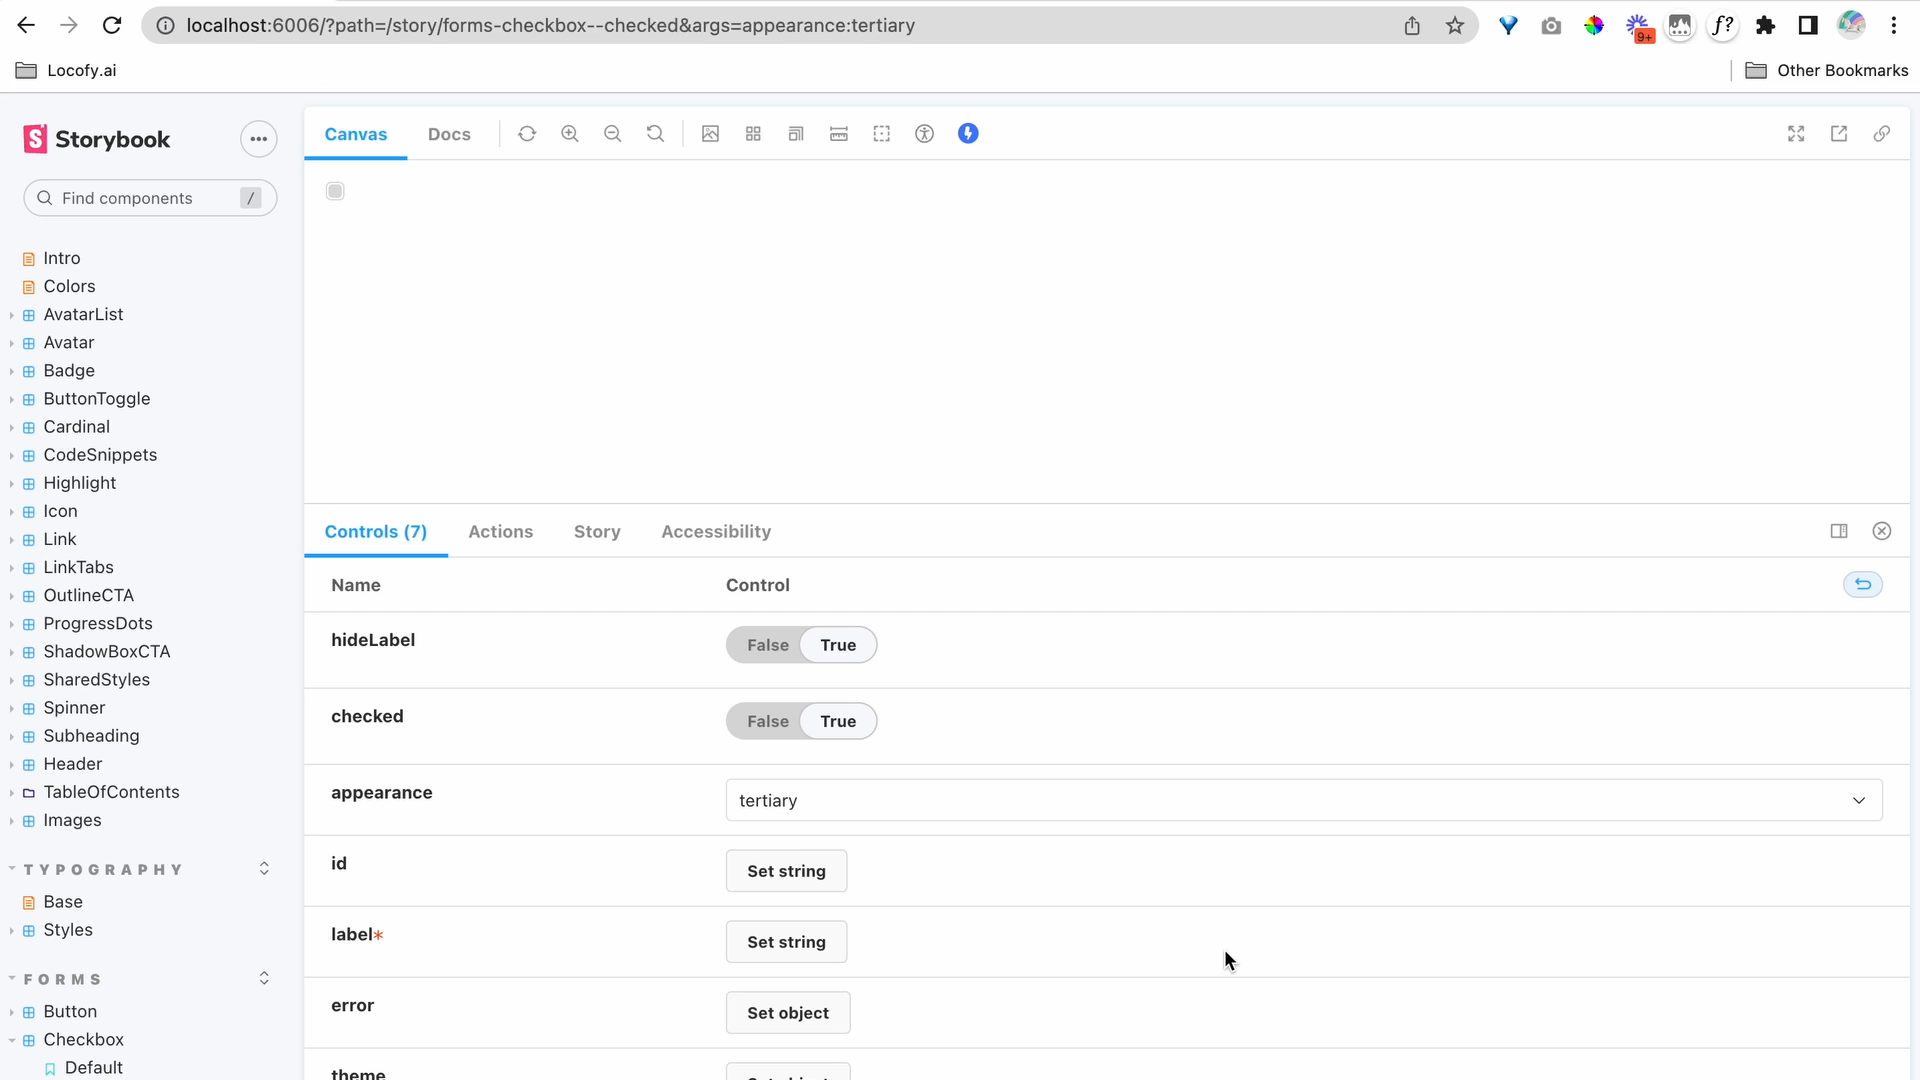 localhost:6006/?path=/story/forms-checkbox--checked&args=appearance:tertiary
9+
f?
Locofy.ai
Other Bookmarks
S Storybook
Canvas
Docs
Find components
/
Intro
Colors
AvatarList
Avatar
Badge
ButtonToggle
Cardinal
CodeSnippets
Highlight
Icon
Link
LinkTabs
OutlineCTA
ProgressDots
ShadowBoxCTA
SharedStyles
Spinner
Subheading
Header
TableOfContents
Images
TYPOGRAPHY
Base
Styles
FORMS
Button
Checkbox
Default
Controls (7)
Actions
Story
Accessibility
Name
Control
hideLabel
False
True
checked
False
True
appearance
tertiary
id
Set string
label*
Set string
error
Set object
theme